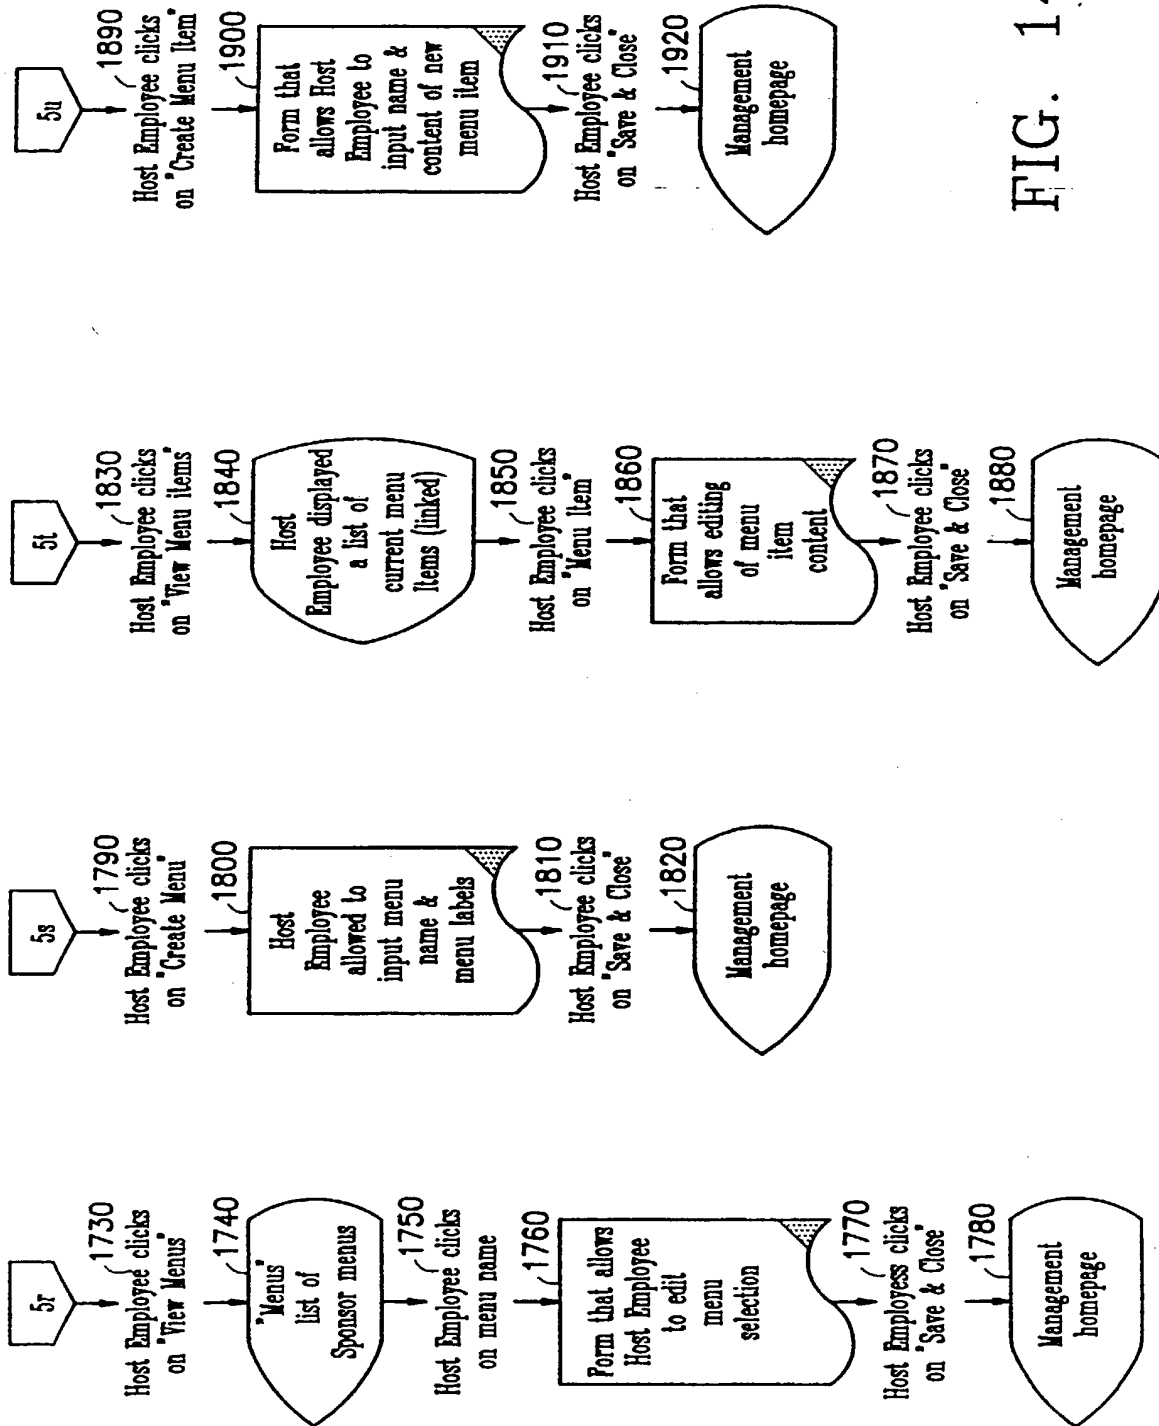 5r
1730
Host Employee clicks
on "View Menus"
1740
"Menus"
list of
Sponsor menus
1750
Host Employee clicks
on menu name
1760
Form that allows
Host Employee
to edit
menu
selection
1770
Host Employess clicks
on "Save & Close"
1780
Management
homepage
5s
1790
Host Employee clicks
on "Create Menu"
1800
Host
Employee
allowed to
input menu
name &
menu labels
1810
Host Employee clicks
on "Save & Close"
1820
Management
homepage
5t
1830
Host Employee clicks
on "View Menu items"
1840
Host
Employee displayed
a list of
current menu
Items (linked)
1850
Host Employee clicks
on "Menu Item"
1860
Form that
allows editing
of menu
item
content
1870
Host Employee clicks
on "Save & Close"
1880
Management
homepage
5u
1890
Host Employee clicks
on "Create Menu Item"
1900
Form that
allows Host
Employee to
input name &
content of new
menu item
1910
Host Employee clicks
on "Save & Close"
1920
Management
homepage
FIG. 1